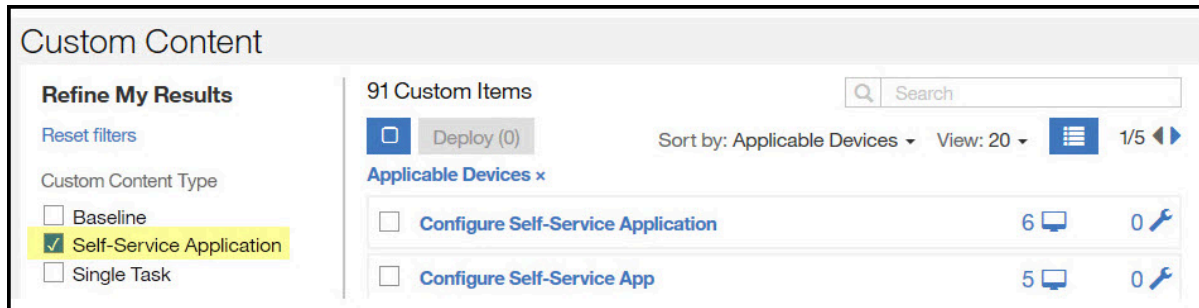 Custom Content
Refine My Results
Reset filters
Custom Content Type
Baseline
Self-Service Application
Single Task
91 Custom Items
Search
Deploy (0)
Sort by: Applicable Devices
View: 20
1/5
Applicable Devices ×
Configure Self-Service Application 6 0
Configure Self-Service App 5 0